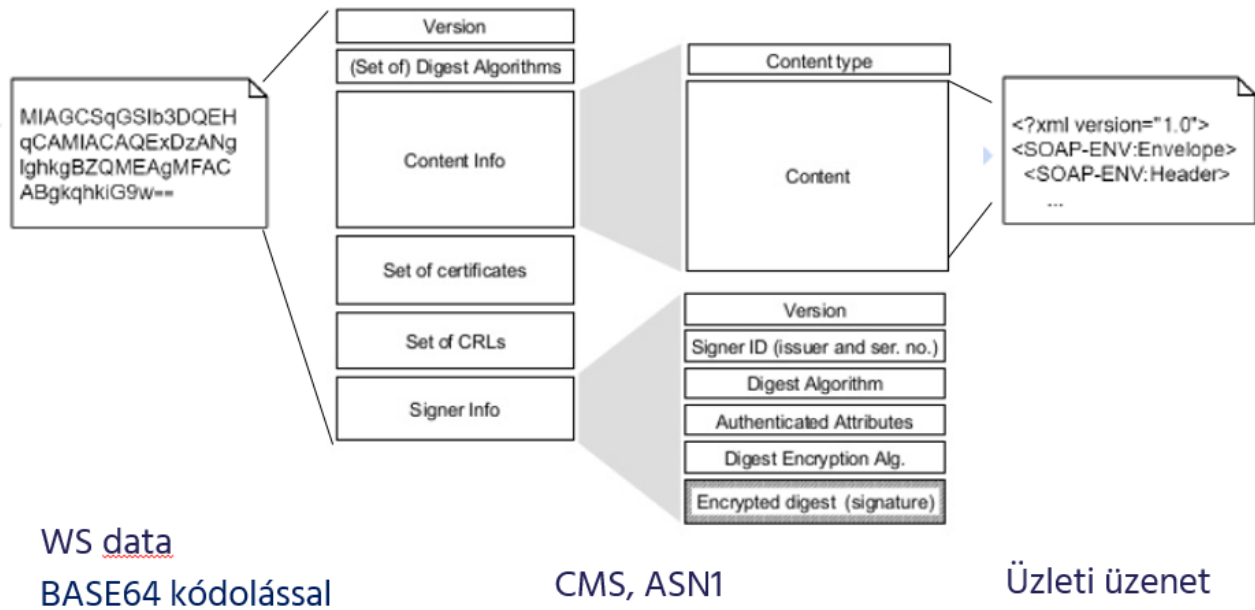 MIAGCSqGSIb3DQEH
qCAMIACAQExDzANg
lghkgBZQMEAgMFAC
ABgkqhkiG9w==
Version
(Set of) Digest Algorithms
Content Info
Set of certificates
Set of CRLs
Signer Info
Content type
Content
Version
Signer ID (issuer and ser. no.)
Digest Algorithm
Authenticated Attributes
Digest Encryption Alg.
Encrypted digest (signature)
<?xml version="1.0">
<SOAP-ENV:Envelope>
<SOAP-ENV:Header>
...
WS data
BASE64 kódolással
CMS, ASN1
Üzleti üzenet